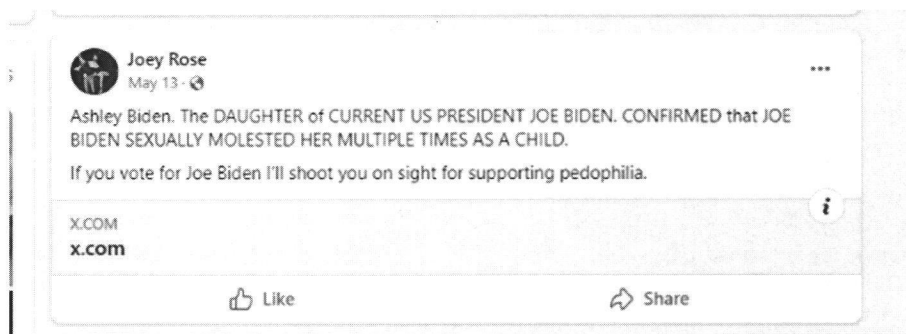 Joey Rose
May 13 ·
...
Ashley Biden. The DAUGHTER of CURRENT US PRESIDENT JOE BIDEN. CONFIRMED that JOE
BIDEN SEXUALLY MOLESTED HER MULTIPLE TIMES AS A CHILD.
If you vote for Joe Biden I'll shoot you on sight for supporting pedophilia.
i
X.COM
x.com
Like
Share